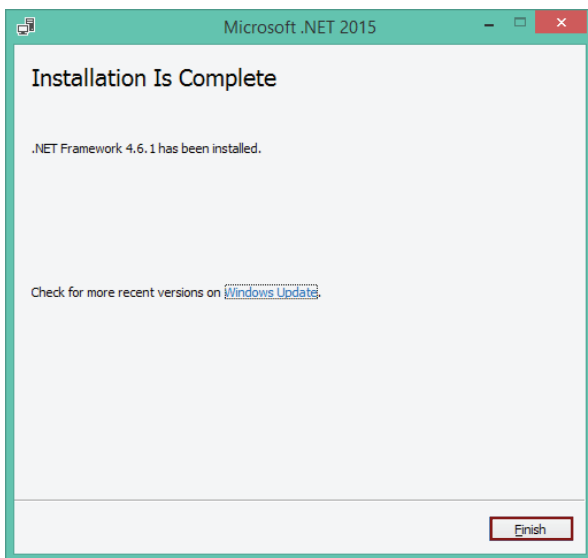 Microsoft .NET 2015
Installation Is Complete
.NET Framework 4.6.1 has been installed.
Check for more recent versions on Windows Update.
Finish